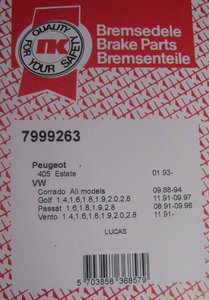 QUALITY
nk
FOR YOUR SAFETY
Bremsedele
Brake Parts
Bremsenteile
7999263
Peugeot
405 Estate 01.93-
VW
Corrado All models 09.88-94
Golf 1.4,1.6,1.8,1.9,2.0,2.8 11.91-09.97
Passat 1.6,1.8,1.9,2.8 08.91-09.96
Vento 1.4,1.6,1.8,1.9,2.0,2.8 11.91-
LUCAS
5 703858 368579